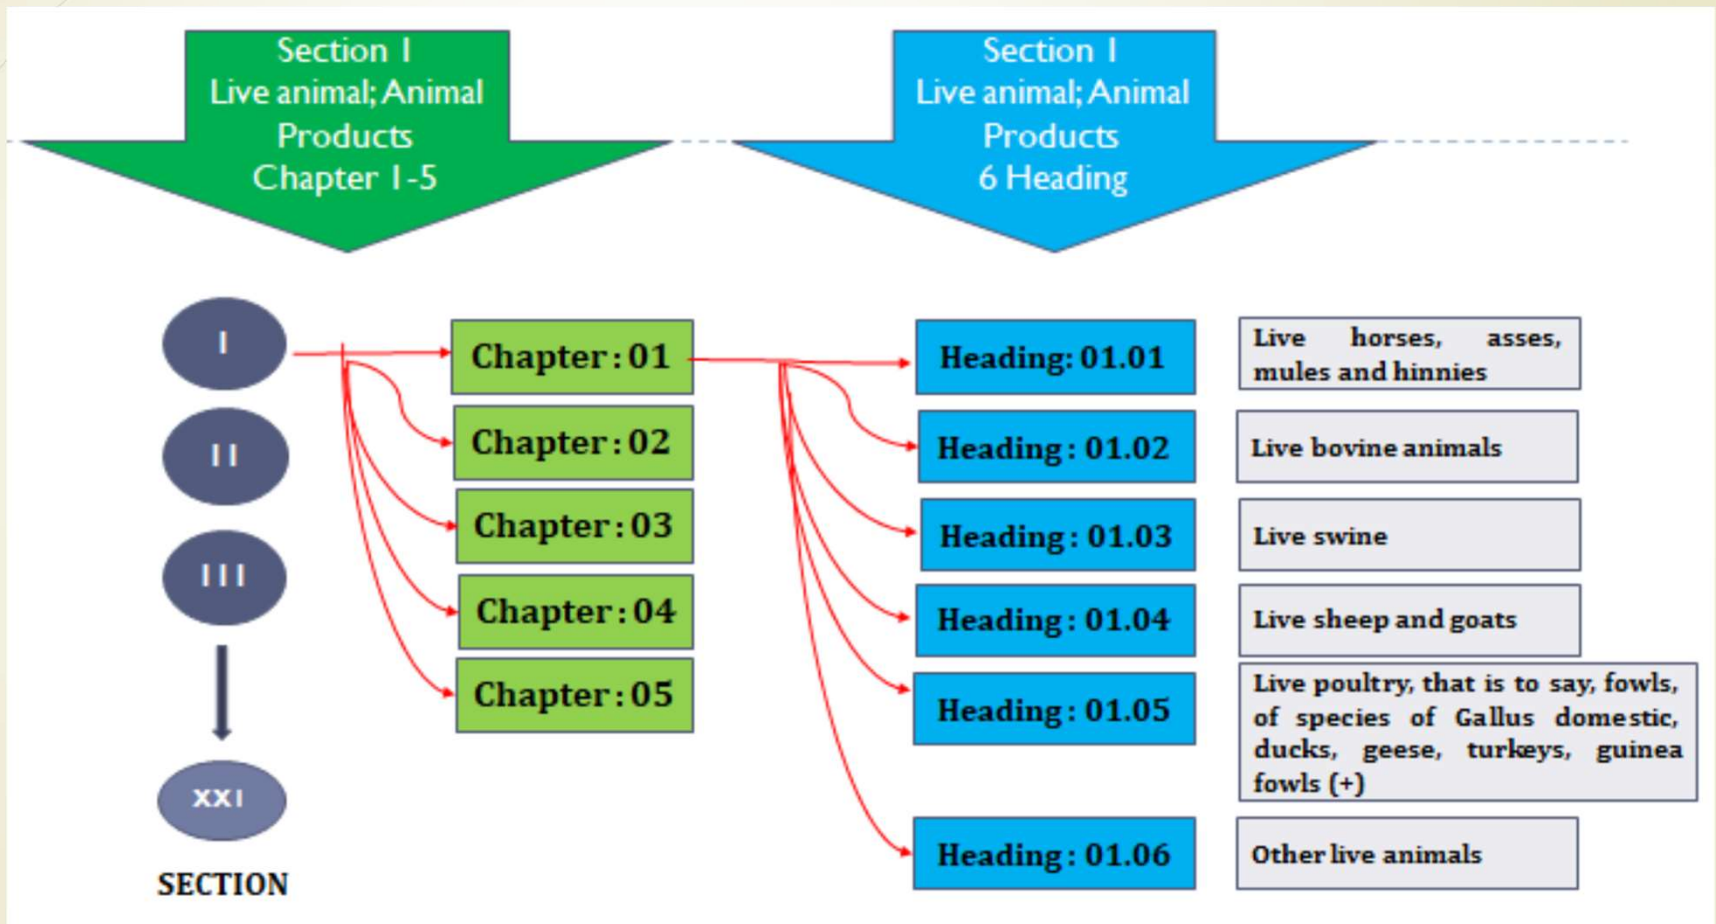 Section 1
Live animal; Animal
Products
Chapter 1-5
Section 1
Live animal; Animal
Products
6 Heading
I
II
III
XXI
SECTION
Chapter : 01
Chapter : 02
Chapter : 03
Chapter : 04
Chapter : 05
Heading: 01.01
Live horses, asses,
mules and hinnies
Heading : 01.02
Live bovine animals
Heading : 01.03
Live swine
Heading : 01.04
Live sheep and goats
Heading : 01.05
Live poultry, that is to say, fowls,
of species of Gallus domestic,
ducks, geese, turkeys, guinea
fowls (+)
Heading : 01.06
Other live animals